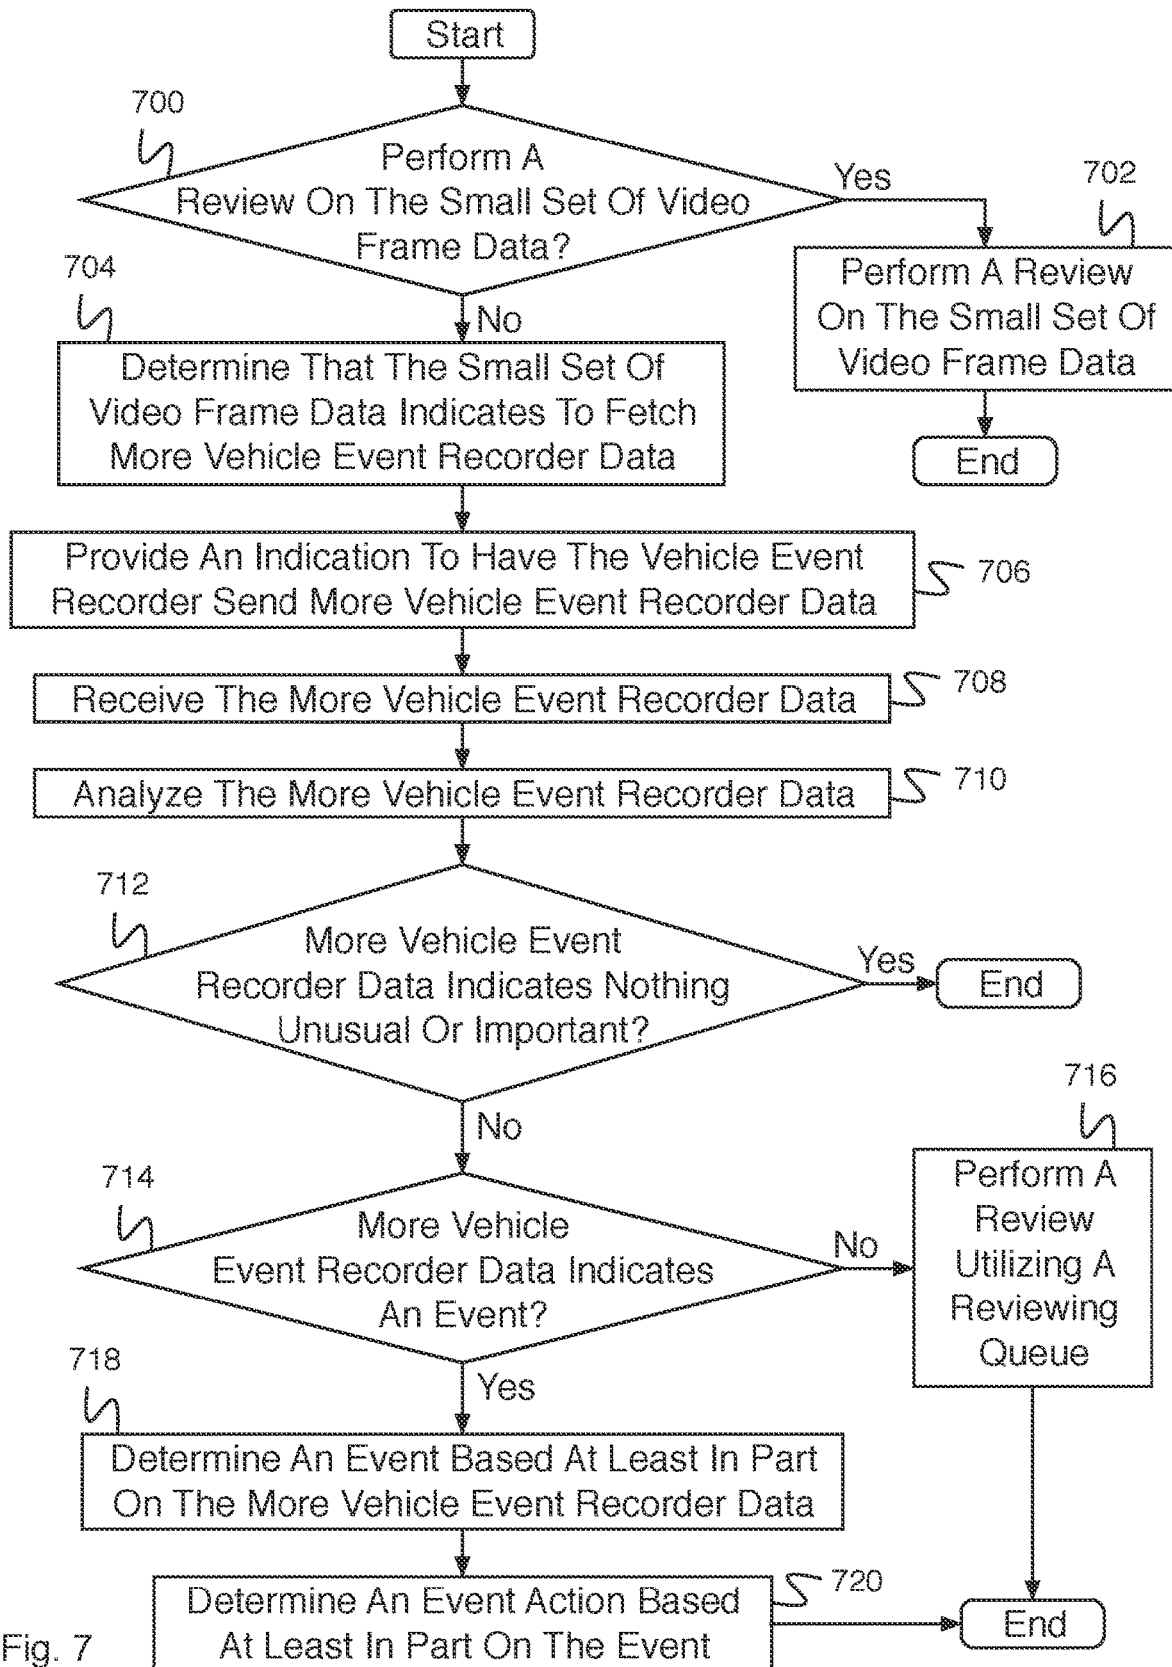 Start
700
Perform A
Review On The Small Set Of Video
Frame Data?
Yes
702
Perform A Review
On The Small Set Of
Video Frame Data
End
No
704
Determine That The Small Set Of
Video Frame Data Indicates To Fetch
More Vehicle Event Recorder Data
Provide An Indication To Have The Vehicle Event
Recorder Send More Vehicle Event Recorder Data
706
Receive The More Vehicle Event Recorder Data
708
Analyze The More Vehicle Event Recorder Data
710
712
More Vehicle Event
Recorder Data Indicates Nothing
Unusual Or Important?
Yes
End
No
714
More Vehicle
Event Recorder Data Indicates
An Event?
No
716
Perform A
Review
Utilizing A
Reviewing
Queue
Yes
718
Determine An Event Based At Least In Part
On The More Vehicle Event Recorder Data
Determine An Event Action Based
At Least In Part On The Event
720
End
Fig. 7